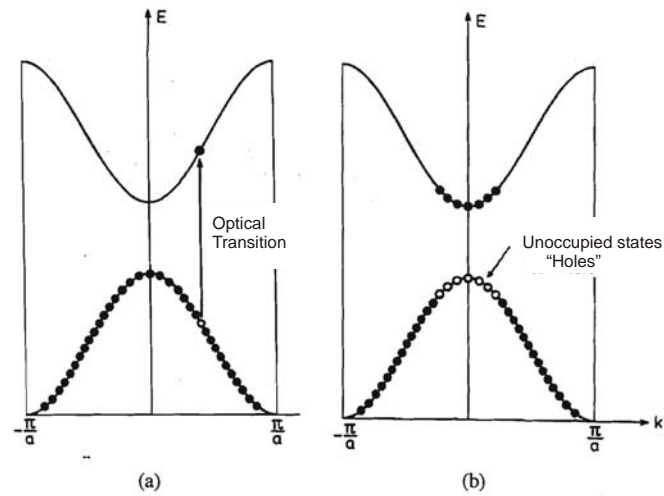 E
E
Optical
Transition
Unoccupied states
“Holes”
-π/a
π/a
-π/a
π/a
k
(a)
(b)